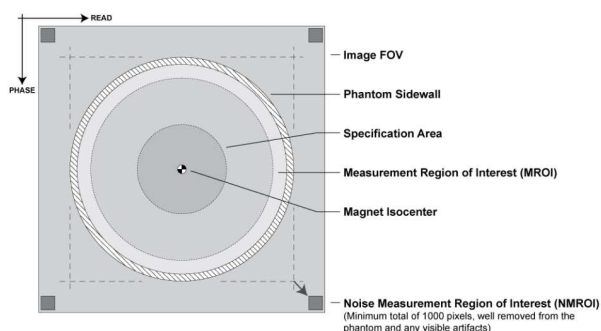 READ
PHASE
Image FOV
Phantom Sidewall
Specification Area
Measurement Region of Interest (MROI)
Magnet Isocenter
Noise Measurement Region of Interest (NMROI)
(Minimum total of 1000 pixels, well removed from the
phantom and any visible artifacts)